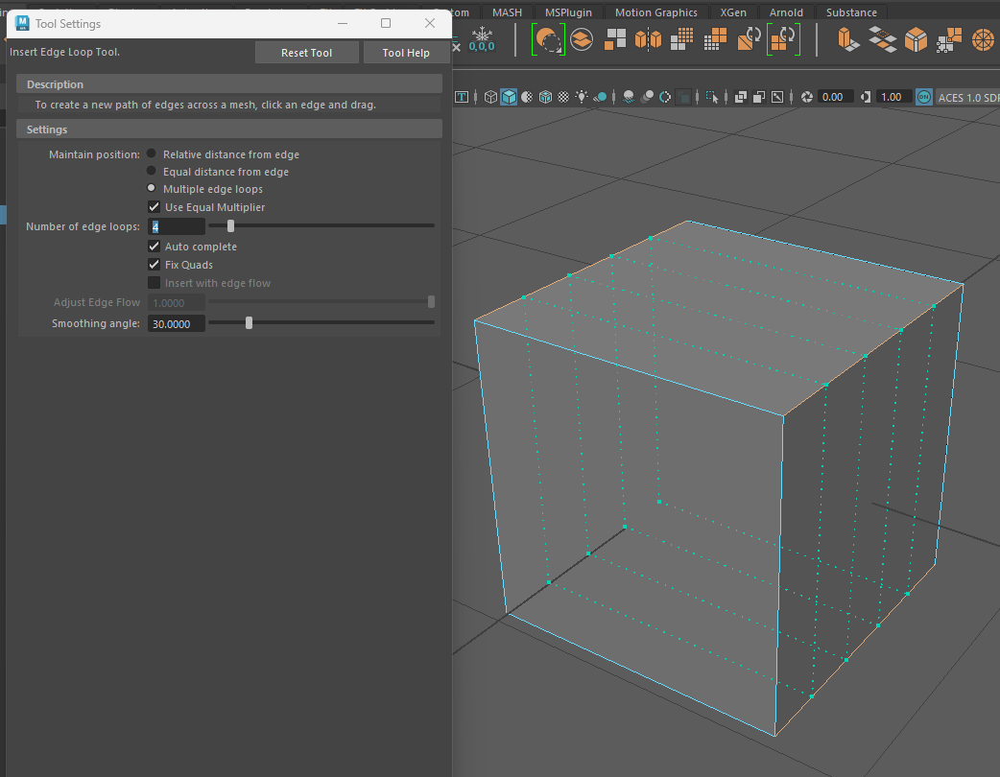 Tool Settings
tom MASH MSPlugin Motion Graphics XGen Arnold Substance
Insert Edge Loop Tool.
Reset Tool Tool Help
0,0,0
Description
To create a new path of edges across a mesh, click an edge and drag.
0.00 1.00 ON ACES 1.0 SDR
Settings
Maintain position: Relative distance from edge
Equal distance from edge
Multiple edge loops
Use Equal Multiplier
Number of edge loops: 4
Auto complete
Fix Quads
Insert with edge flow
Adjust Edge Flow 1.0000
Smoothing angle: 30.0000